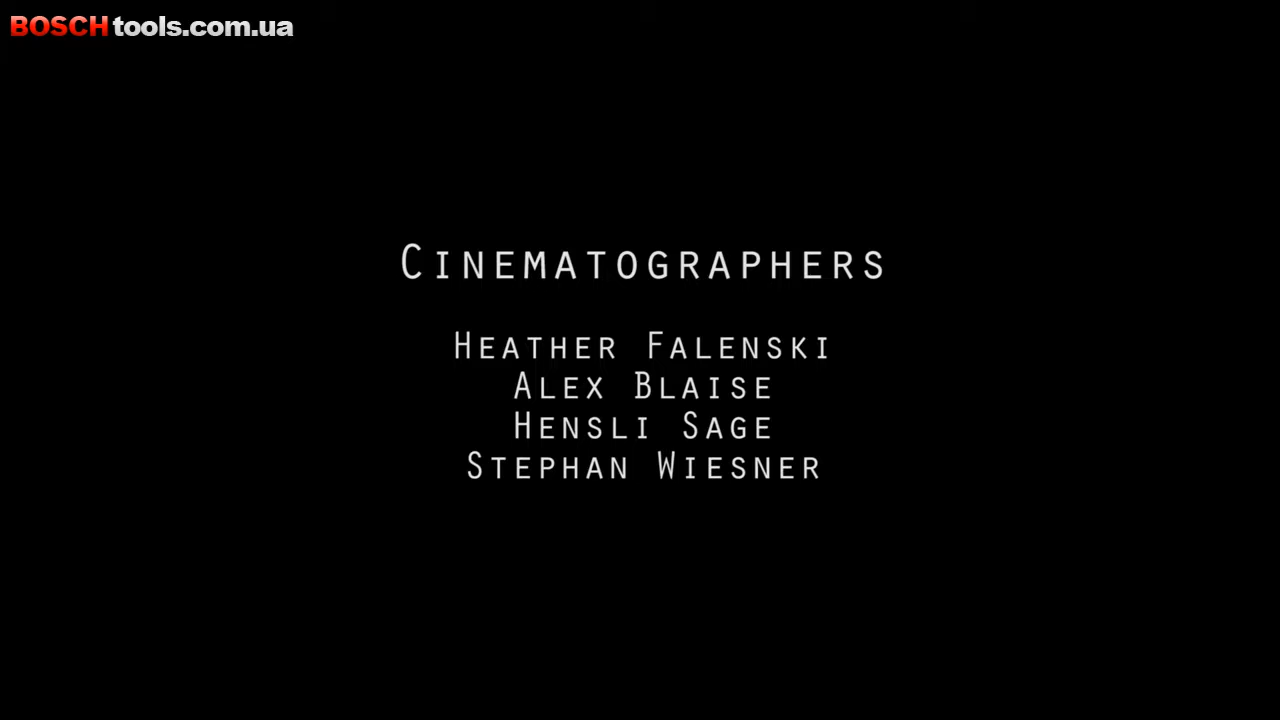 BOSCHtools.com.ua
CINEMATOGRAPHERS
HEATHER FALENSKI
ALEX BLAISE
HENSLI SAGE
STEPHAN WIESNER